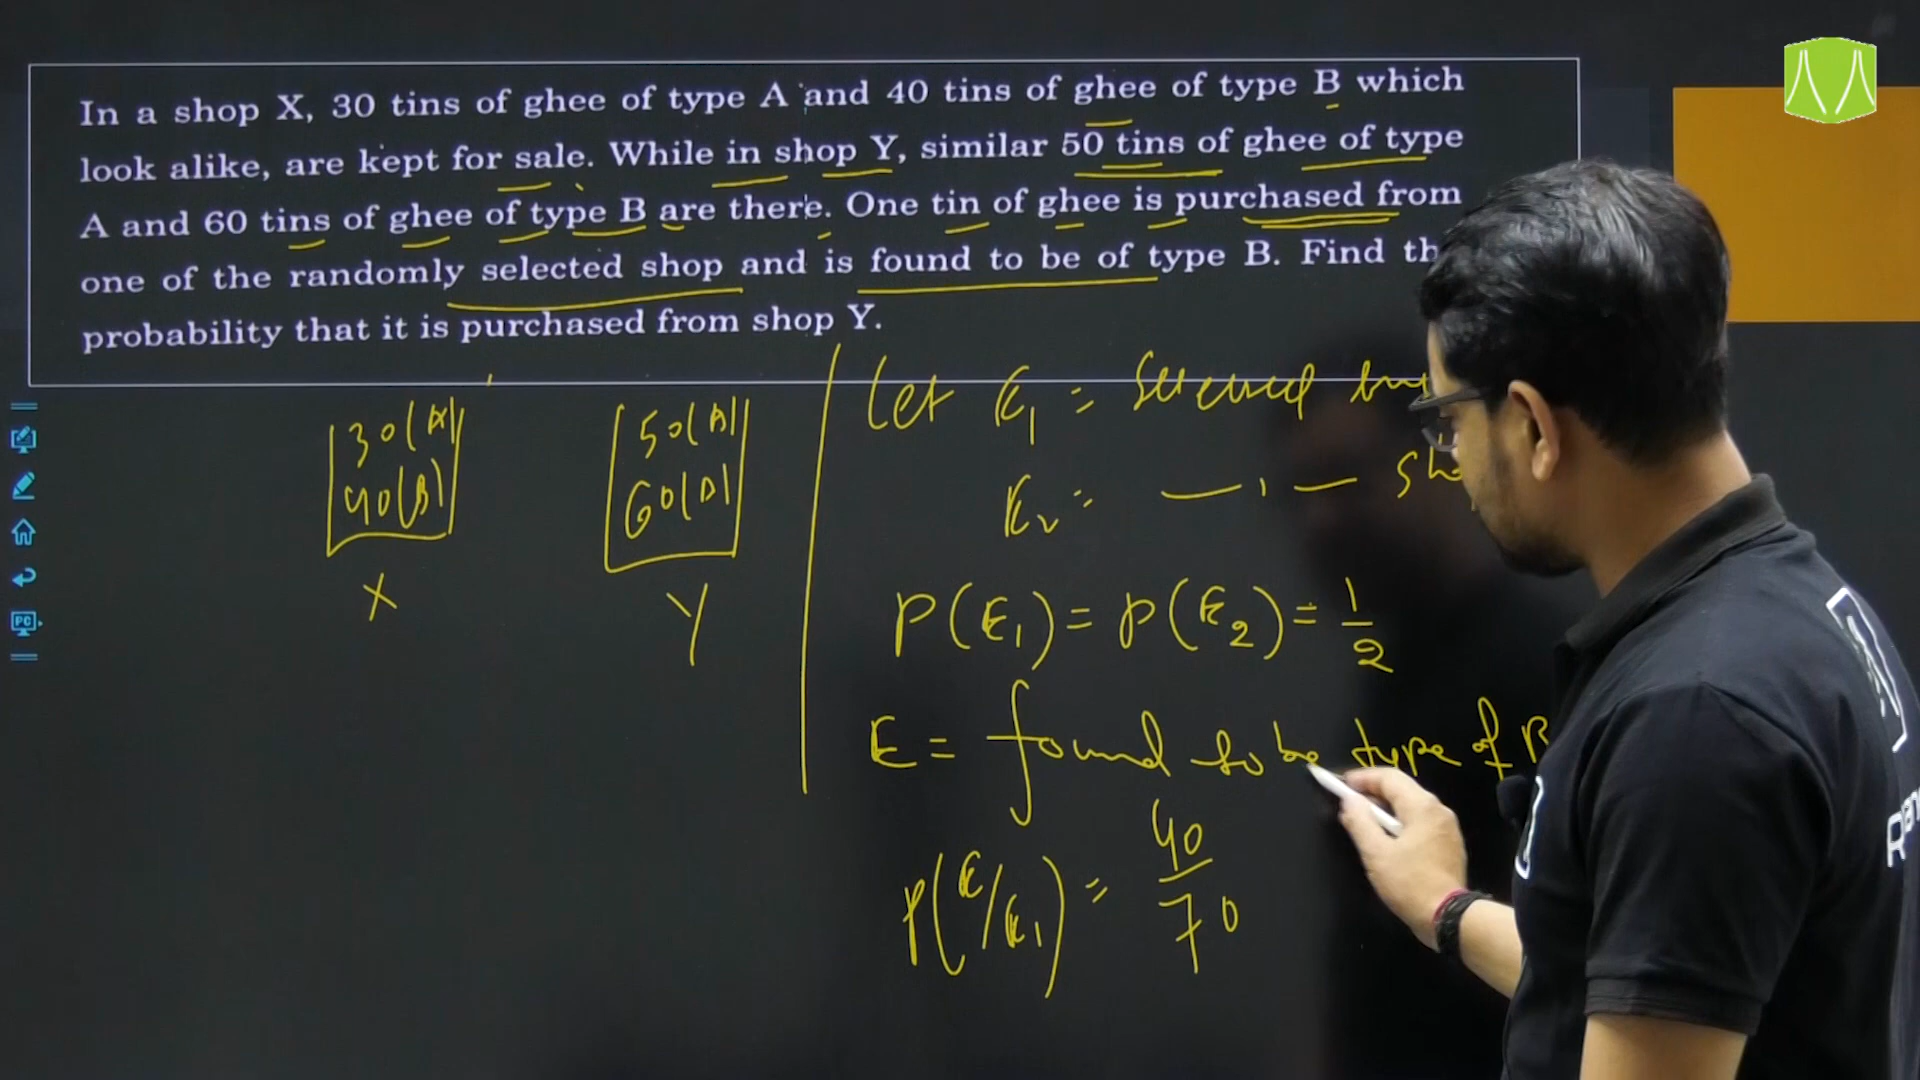 In a shop X, 30 tins of ghee of type A and 40 tins of ghee of type B which
look alike, are kept for sale. While in shop Y, similar 50 tins of ghee of type
A and 60 tins of ghee of type B are there. One tin of ghee is purchased from
one of the randomly selected shop and is found to be of type B. Find th
probability that it is purchased from shop Y.
30(A)
40(B)
X
50(A)
60(B)
Y
Let E1 =
E2 = — " — Sh
P(E1) = P(E2) = 1/2
E = found to be type of B
P(E/E1) = 40/70
PC